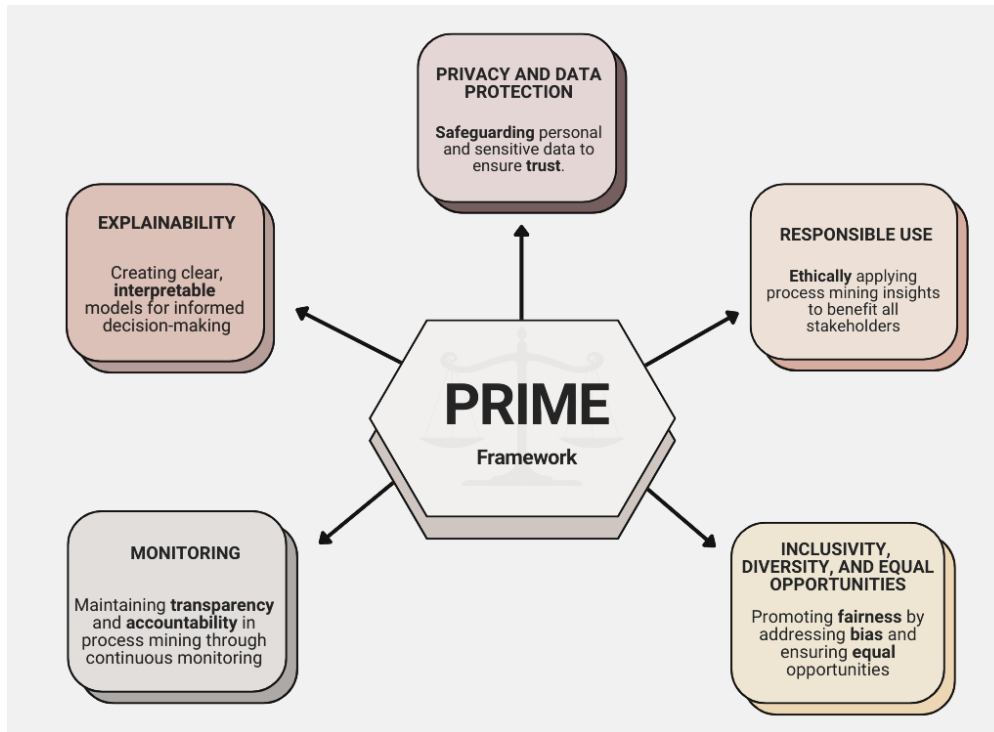 PRIVACY AND DATA
PROTECTION
Safeguarding personal
and sensitive data to
ensure trust.
EXPLAINABILITY
Creating clear,
interpretable
models for informed
decision-making
RESPONSIBLE USE
Ethically applying
process mining insights
to benefit all
stakeholders
PRIME
Framework
MONITORING
Maintaining transparency
and accountability in
process mining through
continuous monitoring
INCLUSIVITY,
DIVERSITY, AND EQUAL
OPPORTUNITIES
Promoting fairness by
addressing bias and
ensuring equal
opportunities